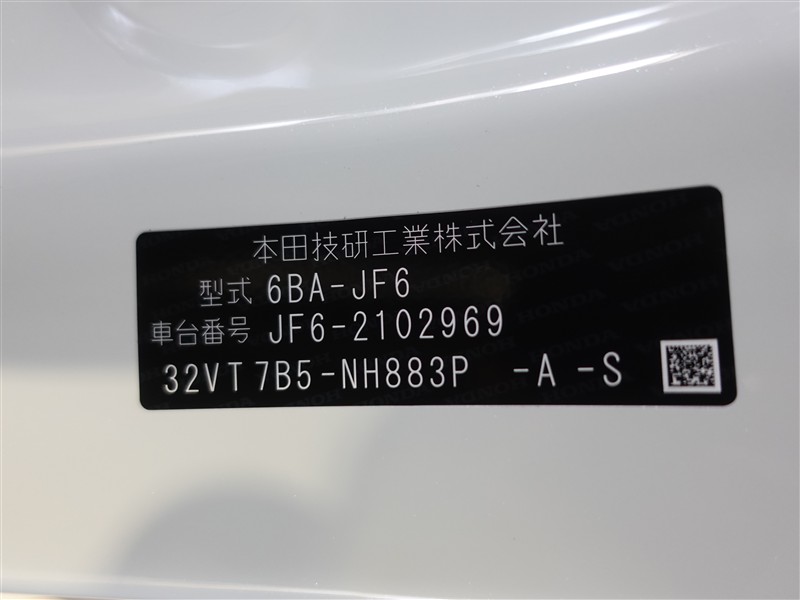 本田技研工業株式会社
型式 6BA-JF6
車台番号 JF6-2102969
32VT7B5-NH883P -A-S